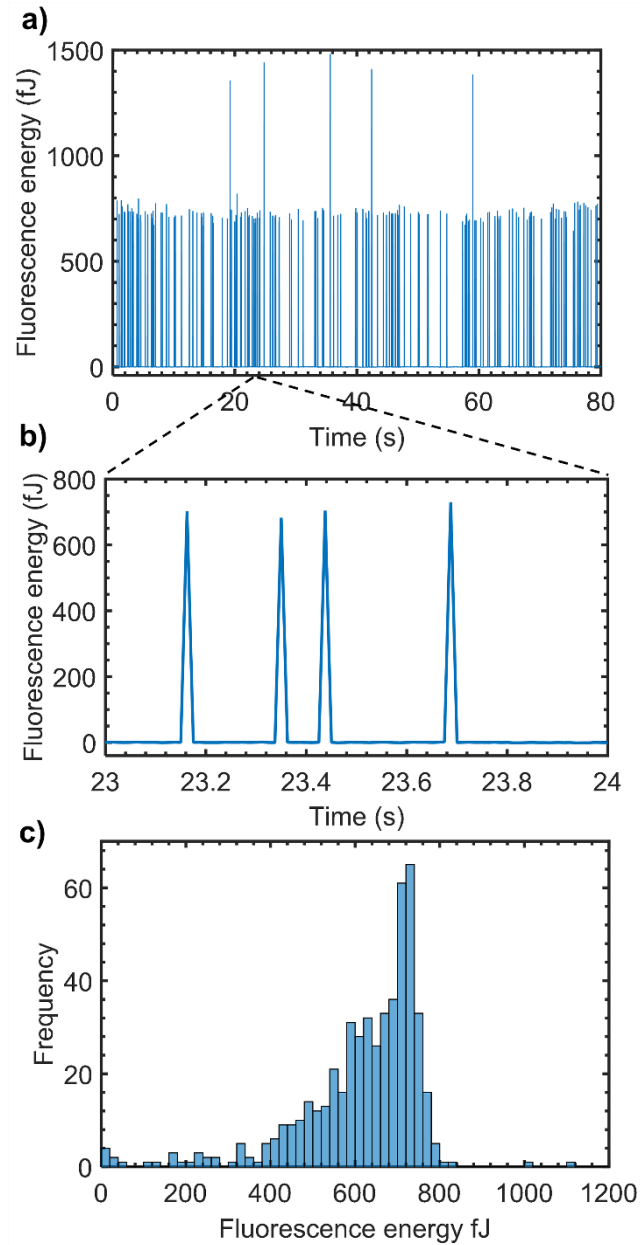 a)
Fluorescence energy (fJ)
1500
1000
500
0
0 20 40 60 80
Time (s)
b)
Fluorescence energy (fJ)
800
600
400
200
0
23 23.2 23.4 23.6 23.8 24
Time (s)
c)
Frequency
60
40
20
0
0 200 400 600 800 1000 1200
Fluorescence energy fJ